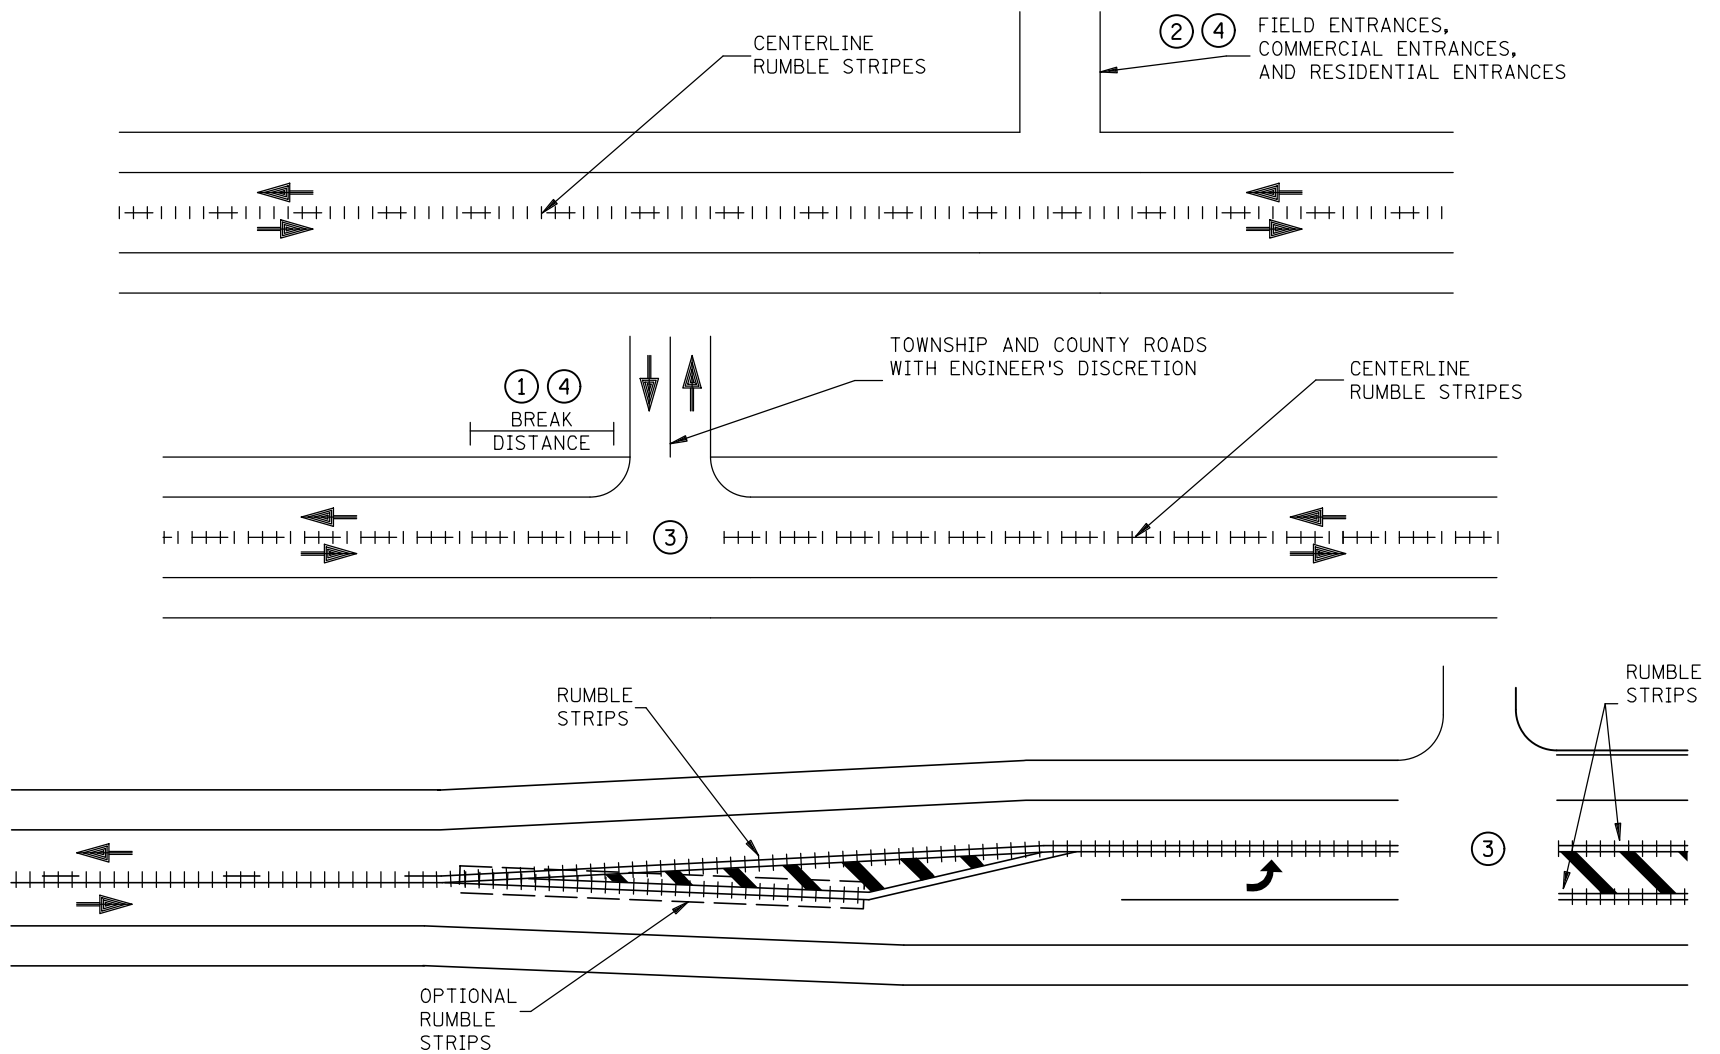 CENTERLINE
RUMBLE STRIPES
2 4
FIELD ENTRANCES,
COMMERCIAL ENTRANCES,
AND RESIDENTIAL ENTRANCES
1 4
BREAK
DISTANCE
TOWNSHIP AND COUNTY ROADS
WITH ENGINEER'S DISCRETION
CENTERLINE
RUMBLE STRIPES
3
RUMBLE
STRIPS
RUMBLE
STRIPS
3
OPTIONAL
RUMBLE
STRIPS